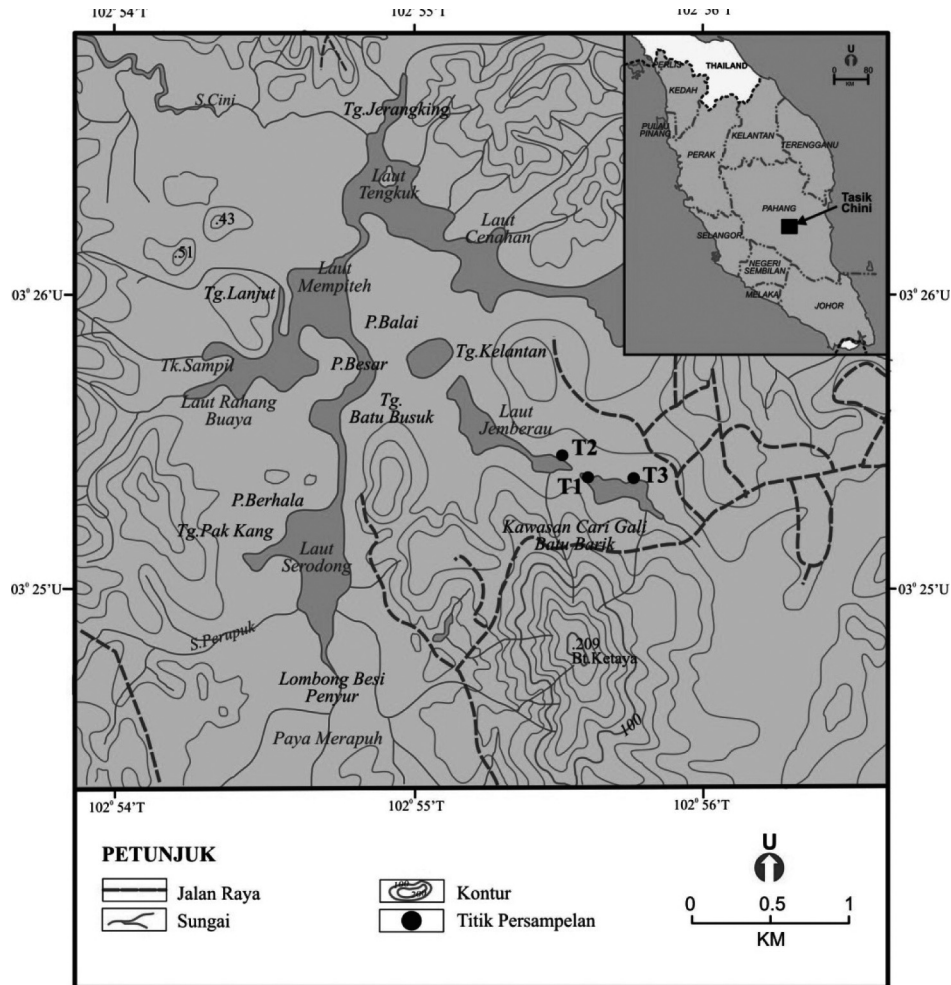 102° 54’T
102° 55’T
102° 56’T
S.Cini
Tg.Jerangking
Laut
Tengkuk
Laut
Cenahan
.43
.51
Laut
Mempiteh
Tg.Lanjut
03° 26’U
03° 26’U
P.Balai
Tk.Sampil
P.Besar
Tg.Kelantan
Laut Rahang
Buaya
Tg.
Batu Busuk
Laut
Jemberau
T2
T1
T3
P.Berhala
Tg.Pak Kang
Kawasan Cari Gali
Batu Barik
Laut
Serodong
03° 25’U
03° 25’U
S.Perupuk
.209
Bt.Ketaya
Lombong Besi
Penyur
100
Paya Merapuh
102° 54’T
102° 55’T
102° 56’T
THAILAND
U
0 80
KM
PERLIS
KEDAH
PULAU
PINANG
KELANTAN
TERENGGANU
PERAK
PAHANG
Tasik
Chini
SELANGOR
NEGERI
SEMBILAN
MELAKA
JOHOR
PETUNJUK
Jalan Raya
Sungai
100
200
Kontur
Titik Persampelan
U
0 0.5 1
KM